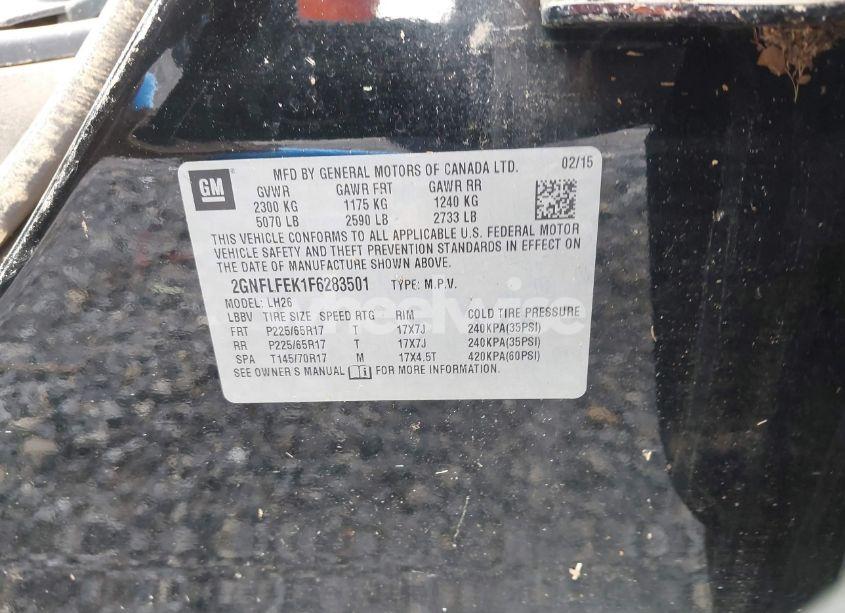 MFD BY GENERAL MOTORS OF CANADA LTD. 02/15
GM
GVWR GAWR FRT GAWR RR
2300 KG 1175 KG 1240 KG
5070 LB 2590 LB 2733 LB
THIS VEHICLE CONFORMS TO ALL APPLICABLE U.S. FEDERAL MOTOR
VEHICLE SAFETY AND THEFT PREVENTION STANDARDS IN EFFECT ON
THE DATE OF MANUFACTURE SHOWN ABOVE.
2GNFLFEK1F6283501 TYPE: M.P.V.
MODEL: LH26
LBBV TIRE SIZE SPEED RTG RIM COLD TIRE PRESSURE
FRT P225/65R17 T 17X7J 240KPA(35PSI)
RR P225/65R17 T 17X7J 240KPA(35PSI)
SPA T145/70R17 M 17X4.5T 420KPA(60PSI)
SEE OWNER'S MANUAL FOR MORE INFORMATION.